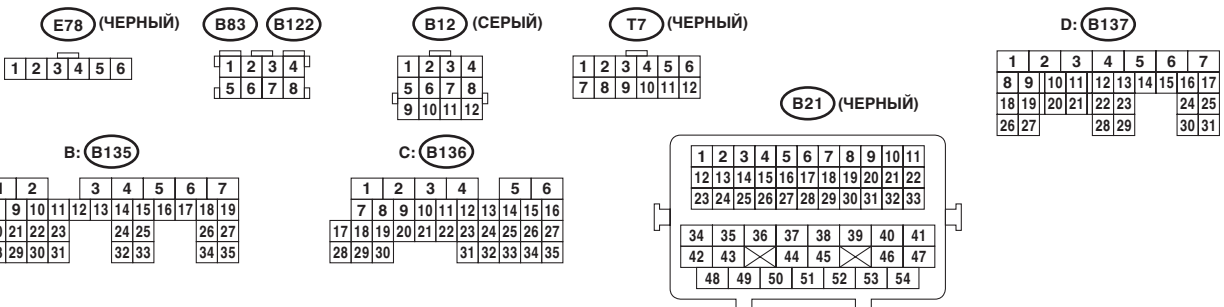 E78 (ЧЕРНЫЙ)
1 2 3 4 5 6
B83 B122
1 2 3 4
5 6 7 8
B12 (СЕРЫЙ)
1 2 3 4
5 6 7 8
9 10 11 12
T7 (ЧЕРНЫЙ)
1 2 3 4 5 6
7 8 9 10 11 12
D: B137
1 2 3 4 5 6 7
8 9 10 11 12 13 14 15 16 17
18 19 20 21 22 23 24 25
26 27 28 29 30 31
B: B135
2 3 4 5 6 7
9 10 11 12 13 14 15 16 17 18 19
21 22 23 24 25 26 27
29 30 31 32 33 34 35
C: B136
1 2 3 4 5 6
7 8 9 10 11 12 13 14 15 16
17 18 19 20 21 22 23 24 25 26 27
28 29 30 31 32 33 34 35
B21 (ЧЕРНЫЙ)
1 2 3 4 5 6 7 8 9 10 11
12 13 14 15 16 17 18 19 20 21 22
23 24 25 26 27 28 29 30 31 32 33
34 35 36 37 38 39 40 41
42 43 44 45 46 47
48 49 50 51 52 53 54